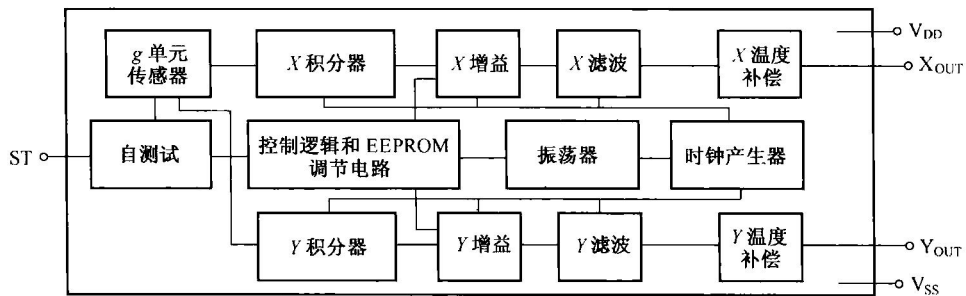 V_DD
g 单元
传感器
X 积分器
X 增益
X 滤波
X 温度
补偿
X_OUT
ST
自测试
控制逻辑和 EEPROM
调节电路
振荡器
时钟产生器
Y 积分器
Y 增益
Y 滤波
Y 温度
补偿
Y_OUT
V_SS